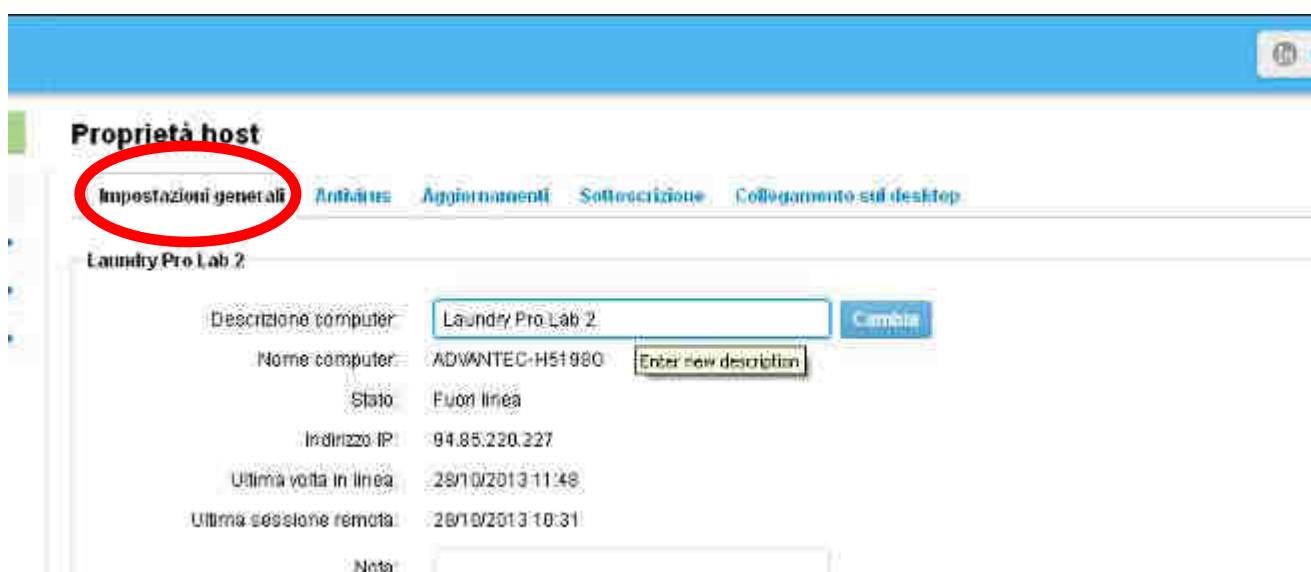 Proprietà host
Impostazioni generali Antivirus Aggiornamenti Sottoscrizione Collegamento sul desktop
Laundry Pro Lab 2
Descrizione computer: Laundry Pro Lab 2 Cambia
Nome computer: ADVANTEC-H5198O Enter new description
Stato: Fuori linea
Indirizzo IP: 94.85.220.227
Ultima volta in linea: 28/10/2013 11:48
Ultima sessione remota: 28/10/2013 10:31
Nota: